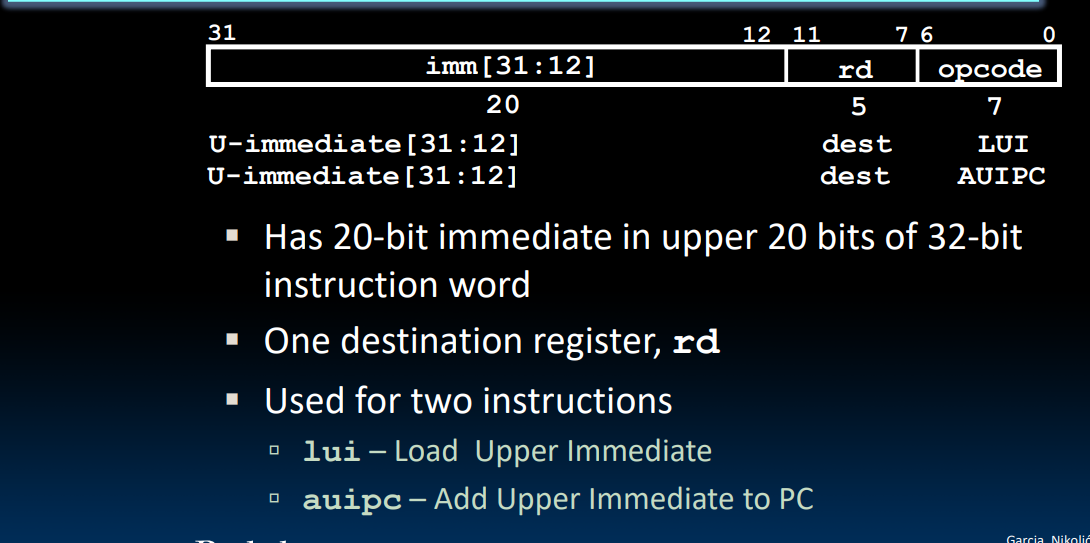 31 12 11 7 6 0
imm[31:12] rd opcode
20 5 7
U-immediate[31:12] dest LUI
U-immediate[31:12] dest AUIPC
▪ Has 20-bit immediate in upper 20 bits of 32-bit
instruction word
▪ One destination register, rd
▪ Used for two instructions
▫ lui – Load Upper Immediate
▫ auipc – Add Upper Immediate to PC
Garcia, Nikolić